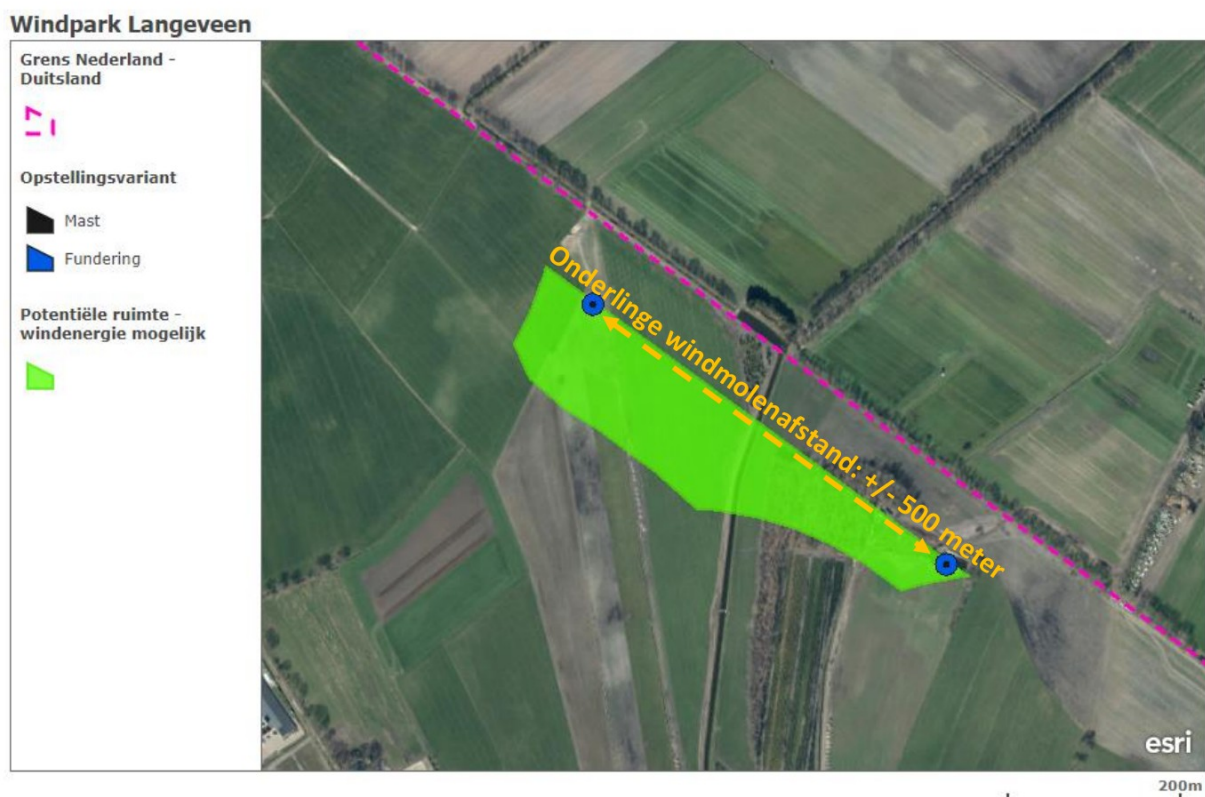 Windpark Langeveen
Grens Nederland -
Duitsland
Opstellingsvariant
Mast
Fundering
Potentiële ruimte -
windenergie mogelijk
Onderlinge windmolenafstand: +/- 500 meter
esri
200m